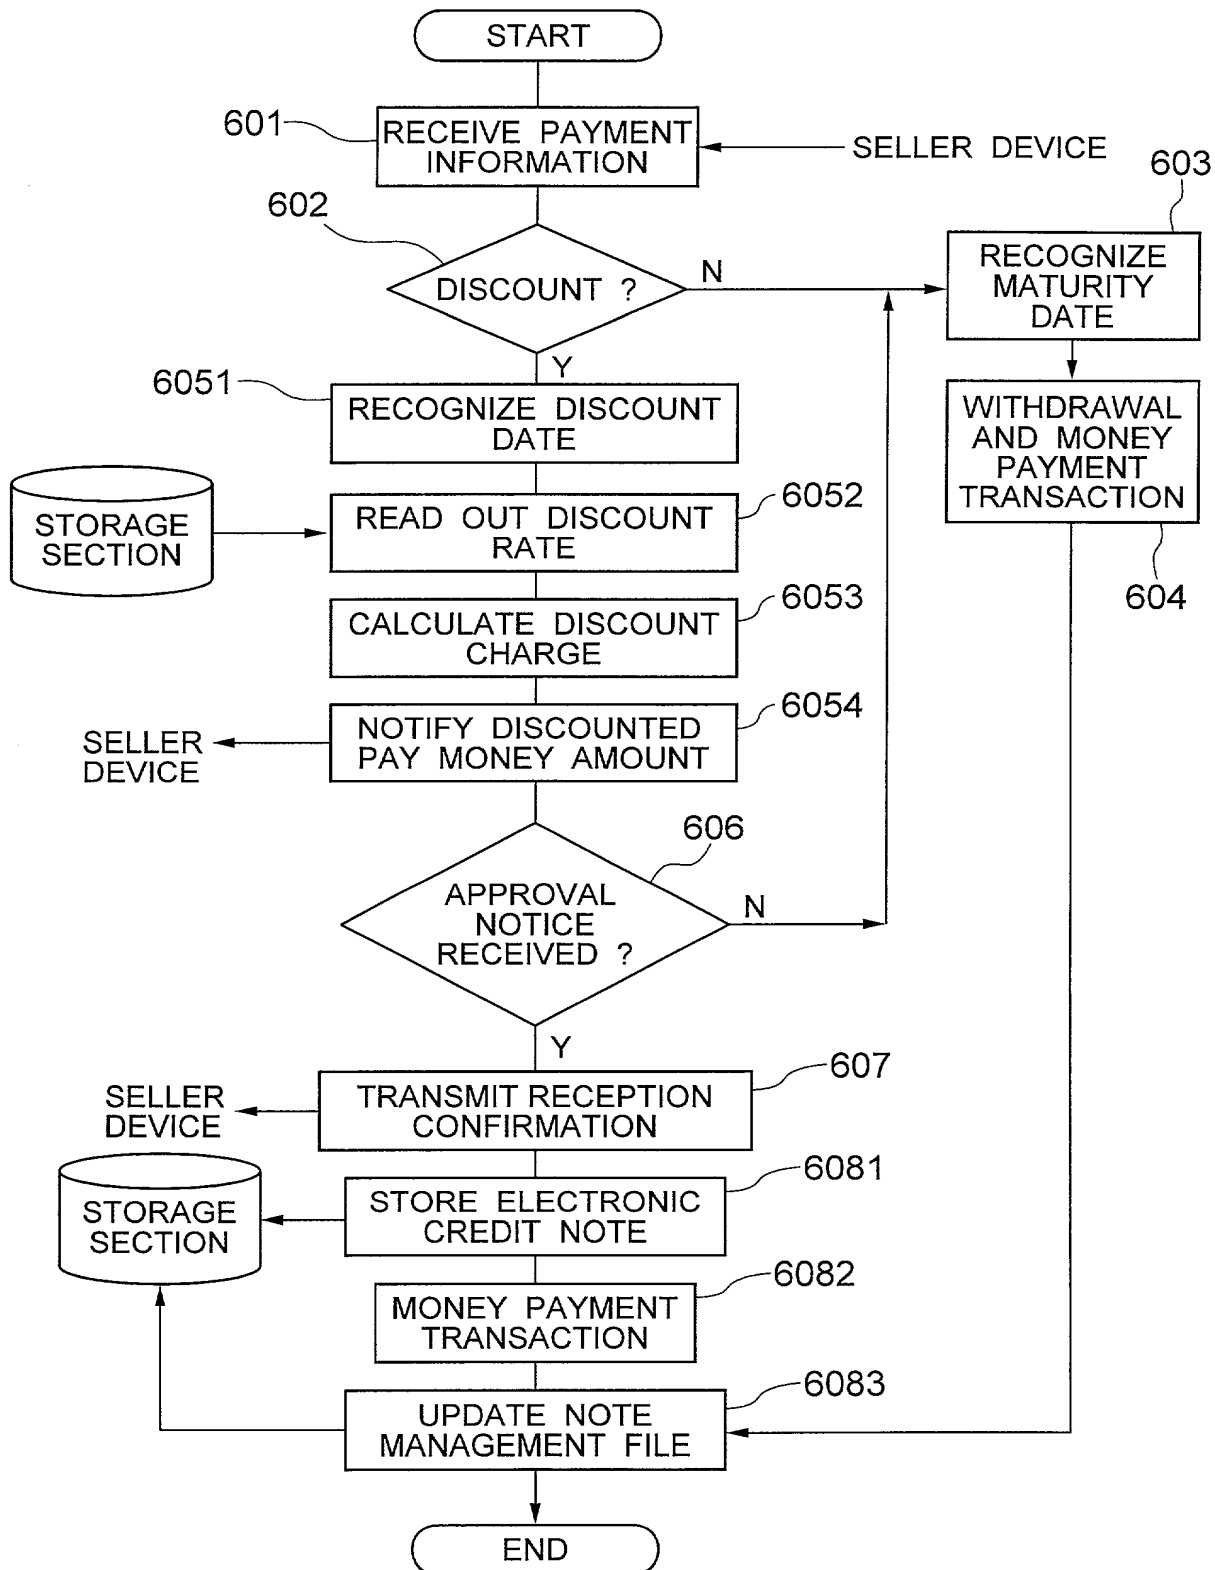 START
601
RECEIVE PAYMENT
INFORMATION
SELLER DEVICE
602
DISCOUNT ?
N
603
RECOGNIZE
MATURITY
DATE
Y
6051
RECOGNIZE DISCOUNT
DATE
WITHDRAWAL
AND MONEY
PAYMENT
TRANSACTION
604
STORAGE
SECTION
6052
READ OUT DISCOUNT
RATE
6053
CALCULATE DISCOUNT
CHARGE
6054
NOTIFY DISCOUNTED
PAY MONEY AMOUNT
SELLER
DEVICE
606
APPROVAL
NOTICE
RECEIVED ?
N
Y
607
TRANSMIT RECEPTION
CONFIRMATION
SELLER
DEVICE
6081
STORE ELECTRONIC
CREDIT NOTE
STORAGE
SECTION
6082
MONEY PAYMENT
TRANSACTION
6083
UPDATE NOTE
MANAGEMENT FILE
END